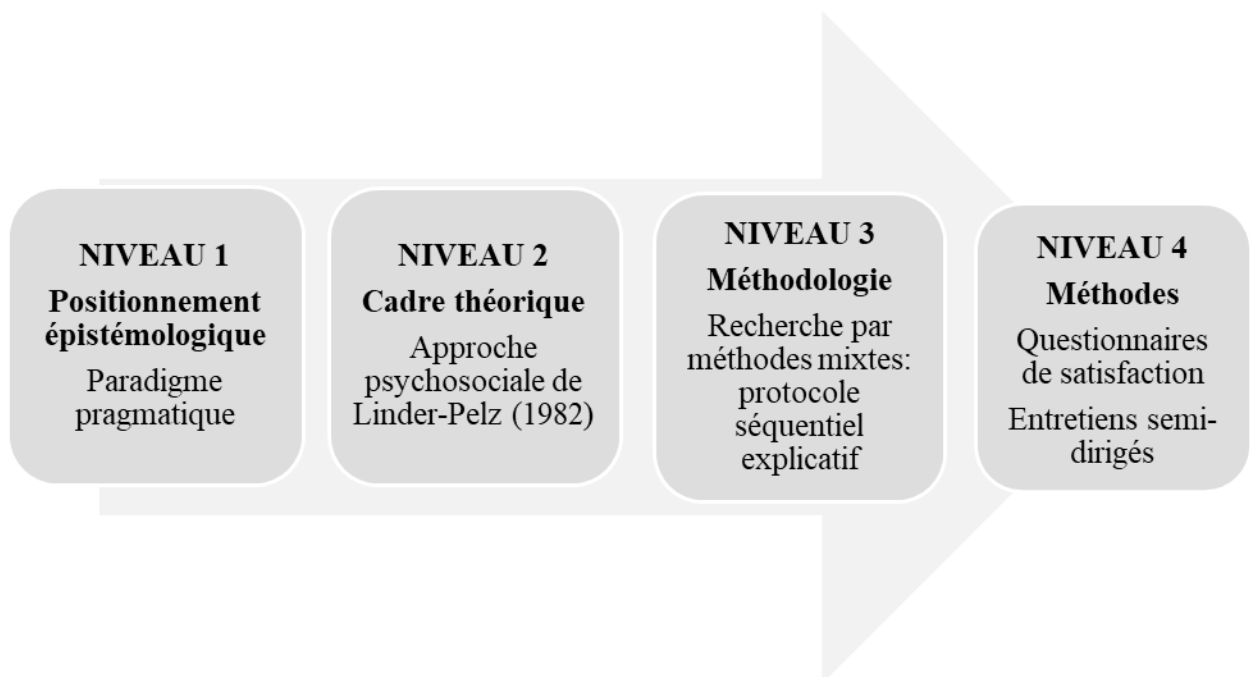 NIVEAU 1
Positionnement
épistémologique
Paradigme
pragmatique
NIVEAU 2
Cadre théorique
Approche
psychosociale de
Linder-Pelz (1982)
NIVEAU 3
Méthodologie
Recherche par
méthodes mixtes:
protocole
séquentiel
explicatif
NIVEAU 4
Méthodes
Questionnaires
de satisfaction
Entretiens semi-
dirigés